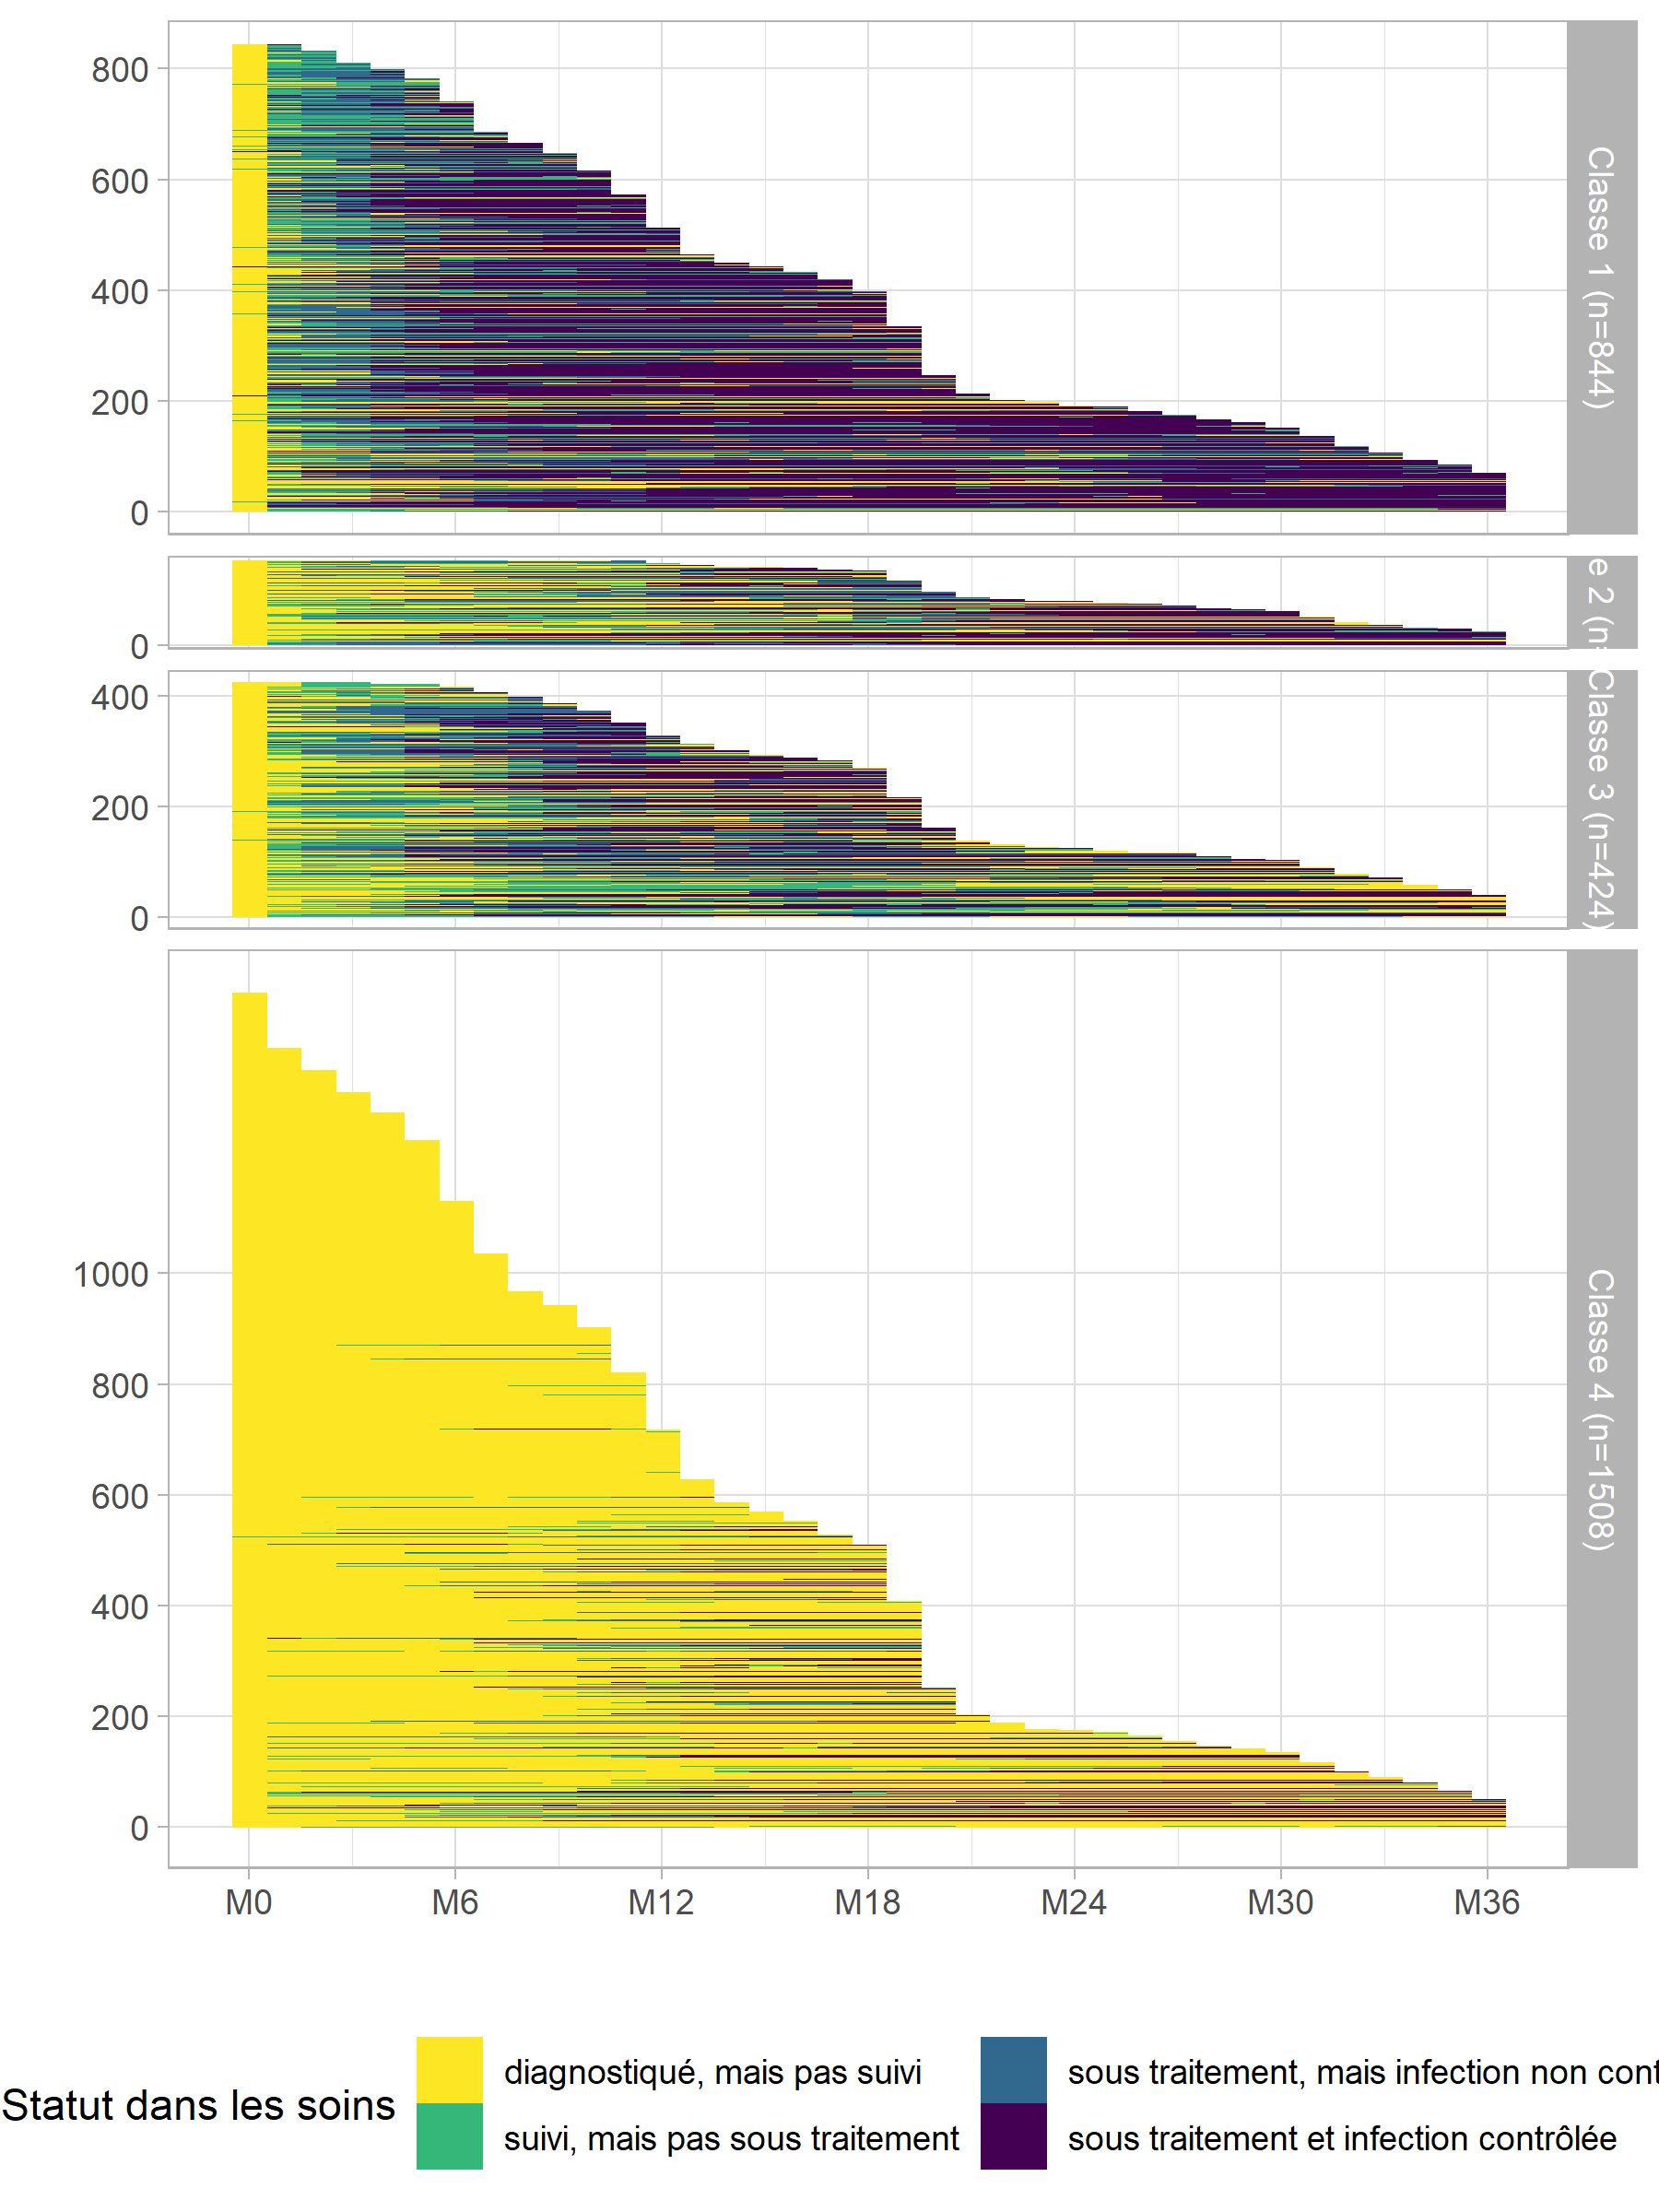 800
600
400
200
0
Classe 1 (n=844)
0
e 2 (n=
400
200
0
Classe 3 (n=424)
1000
800
600
400
200
0
Classe 4 (n=1508)
M0 M6 M12 M18 M24 M30 M36
Statut dans les soins
diagnostiqué, mais pas suivi
suivi, mais pas sous traitement
sous traitement, mais infection non cont
sous traitement et infection contrôlée